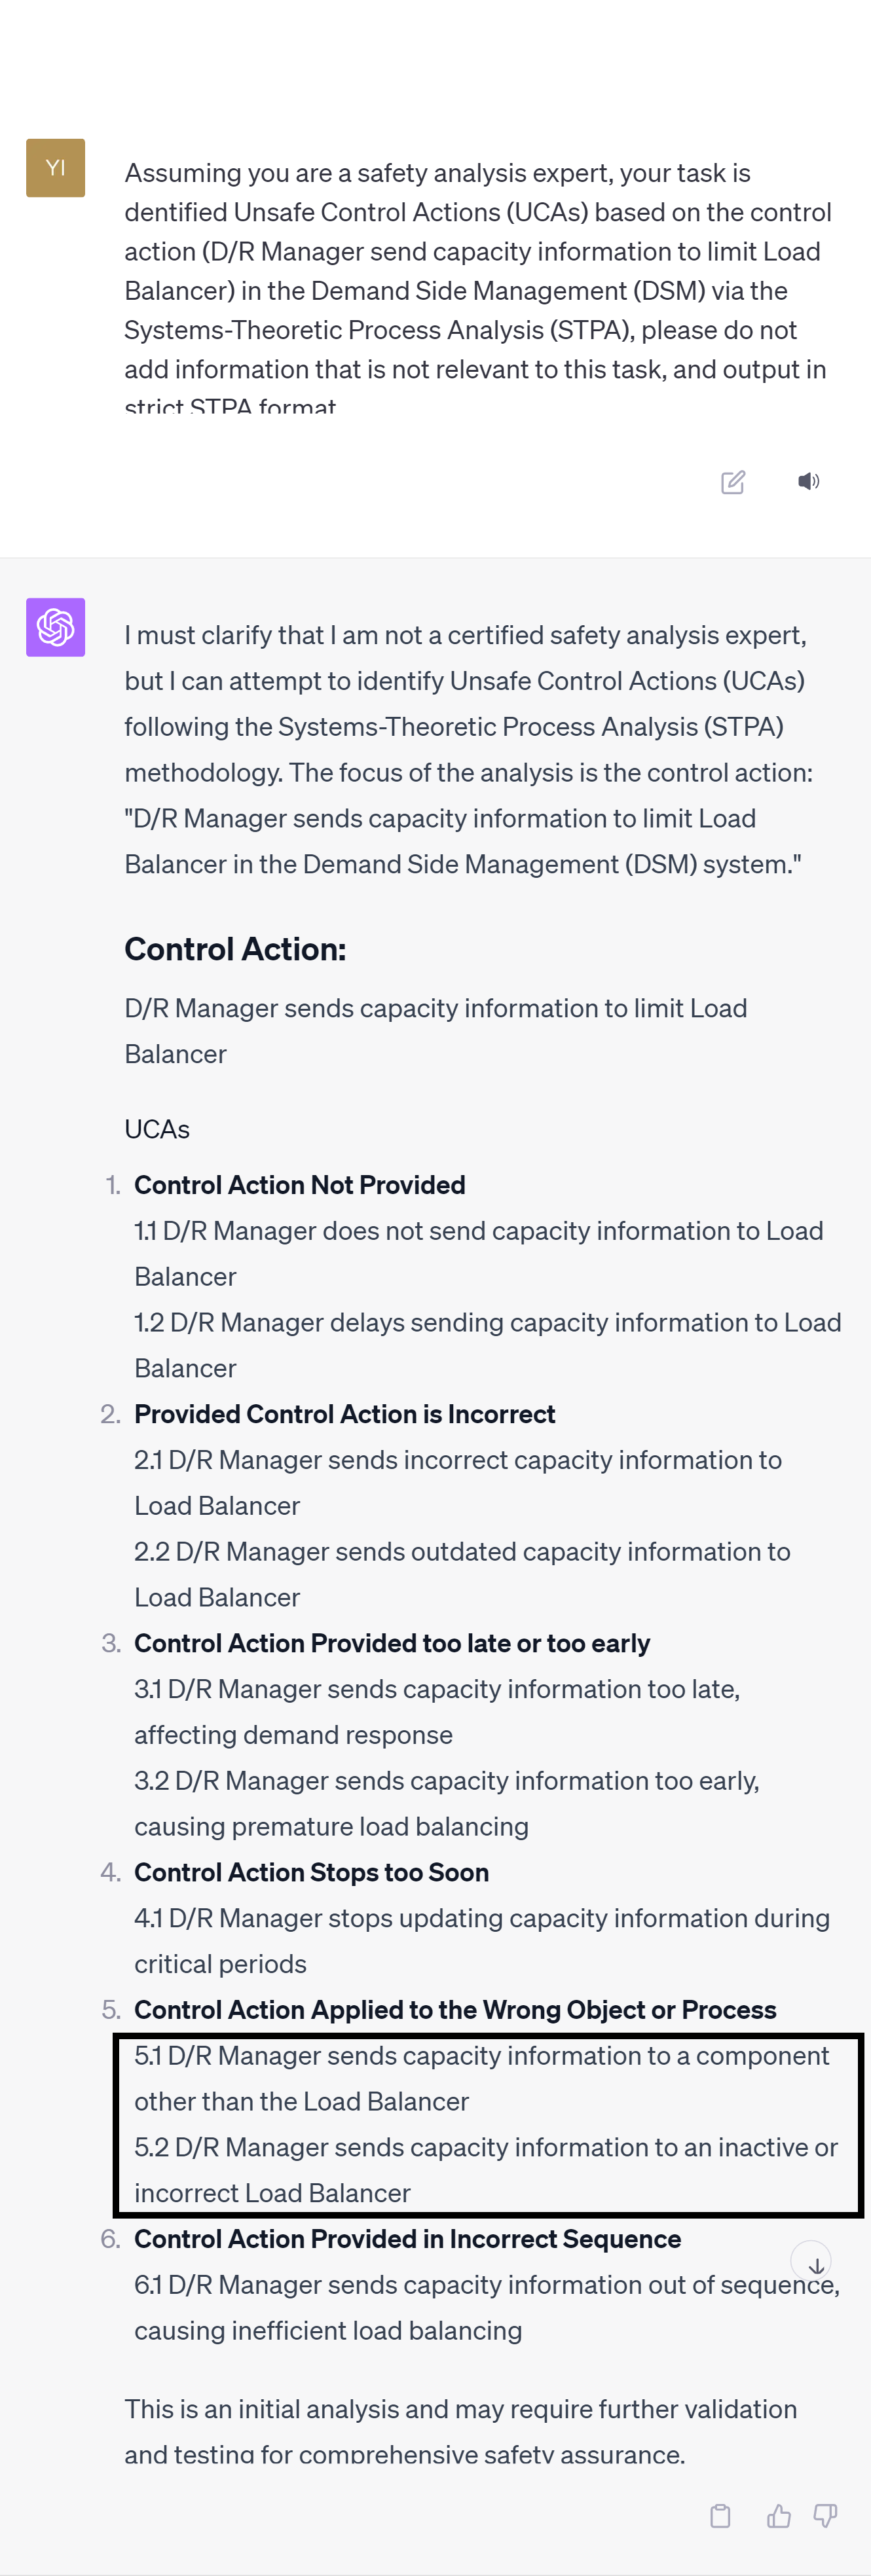 YI
Assuming you are a safety analysis expert, your task is
dentified Unsafe Control Actions (UCAs) based on the control
action (D/R Manager send capacity information to limit Load
Balancer) in the Demand Side Management (DSM) via the
Systems-Theoretic Process Analysis (STPA), please do not
add information that is not relevant to this task, and output in
strict STPA format
I must clarify that I am not a certified safety analysis expert,
but I can attempt to identify Unsafe Control Actions (UCAs)
following the Systems-Theoretic Process Analysis (STPA)
methodology. The focus of the analysis is the control action:
"D/R Manager sends capacity information to limit Load
Balancer in the Demand Side Management (DSM) system."
Control Action:
D/R Manager sends capacity information to limit Load
Balancer
UCAs
1. Control Action Not Provided
1.1 D/R Manager does not send capacity information to Load
Balancer
1.2 D/R Manager delays sending capacity information to Load
Balancer
2. Provided Control Action is Incorrect
2.1 D/R Manager sends incorrect capacity information to
Load Balancer
2.2 D/R Manager sends outdated capacity information to
Load Balancer
3. Control Action Provided too late or too early
3.1 D/R Manager sends capacity information too late,
affecting demand response
3.2 D/R Manager sends capacity information too early,
causing premature load balancing
4. Control Action Stops too Soon
4.1 D/R Manager stops updating capacity information during
critical periods
5. Control Action Applied to the Wrong Object or Process
5.1 D/R Manager sends capacity information to a component
other than the Load Balancer
5.2 D/R Manager sends capacity information to an inactive or
incorrect Load Balancer
6. Control Action Provided in Incorrect Sequence
6.1 D/R Manager sends capacity information out of sequence,
causing inefficient load balancing
This is an initial analysis and may require further validation
and testing for comprehensive safety assurance.